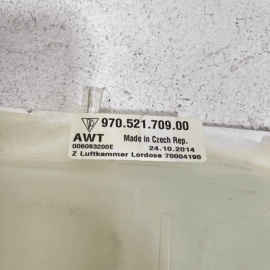 970.521.709.00
AWT Made in Czech Rep.
006083200E 24.10.2014
Z Luftkammer Lordose 70004190